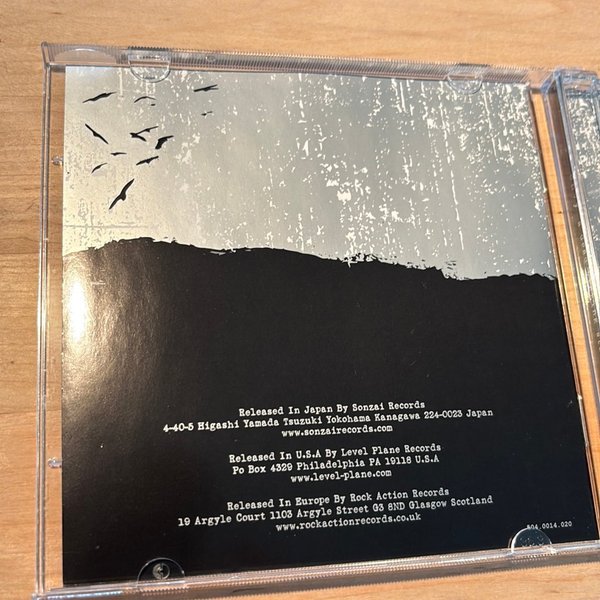 Released In Japan By Sonzai Records
4-40-5 Higashi Yamada Tsuzuki Yokohama Kanagawa 224-0023 Japan
www.sonzairecords.com
Released In U.S.A By Level Plane Records
Po Box 4329 Philadelphia PA 19118 U.S.A
www.level-plane.com
Released In Europe By Rock Action Records
19 Argyle Court 1103 Argyle Street G3 8ND Glasgow Scotland
www.rockactionrecords.co.uk
504.0014.020